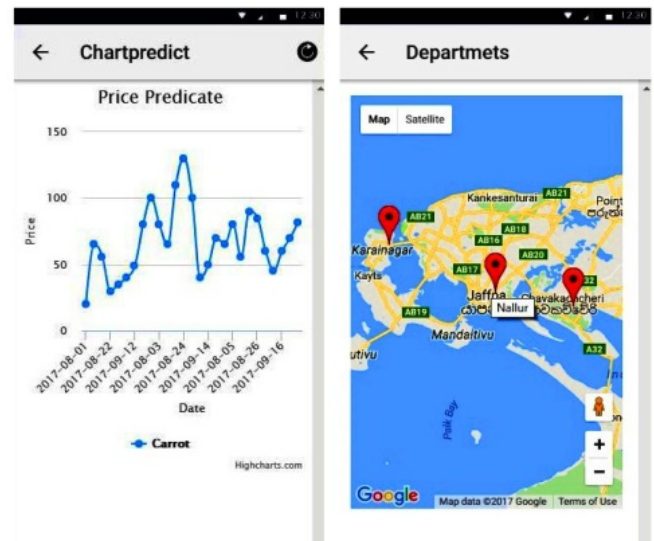 12:30
Chartpredict
Price Predicate
150
100
50
0
Price
2017-08-01
2017-08-22
2017-09-12
2017-08-03
2017-08-24
2017-09-14
2017-08-05
2017-08-26
2017-09-16
Date
Carrot
Highcharts.com
12:30
Departmets
Map Satellite
Kankesanturai AB21
Point
AB21
AB18
Karainagar
AB16
AB20
Kayts
AB17
32
Jaffna
Nallur
AB19
Mandaitivu
A32
utivu
Palk Bay
+
−
Google
Map data ©2017 Google Terms of Use